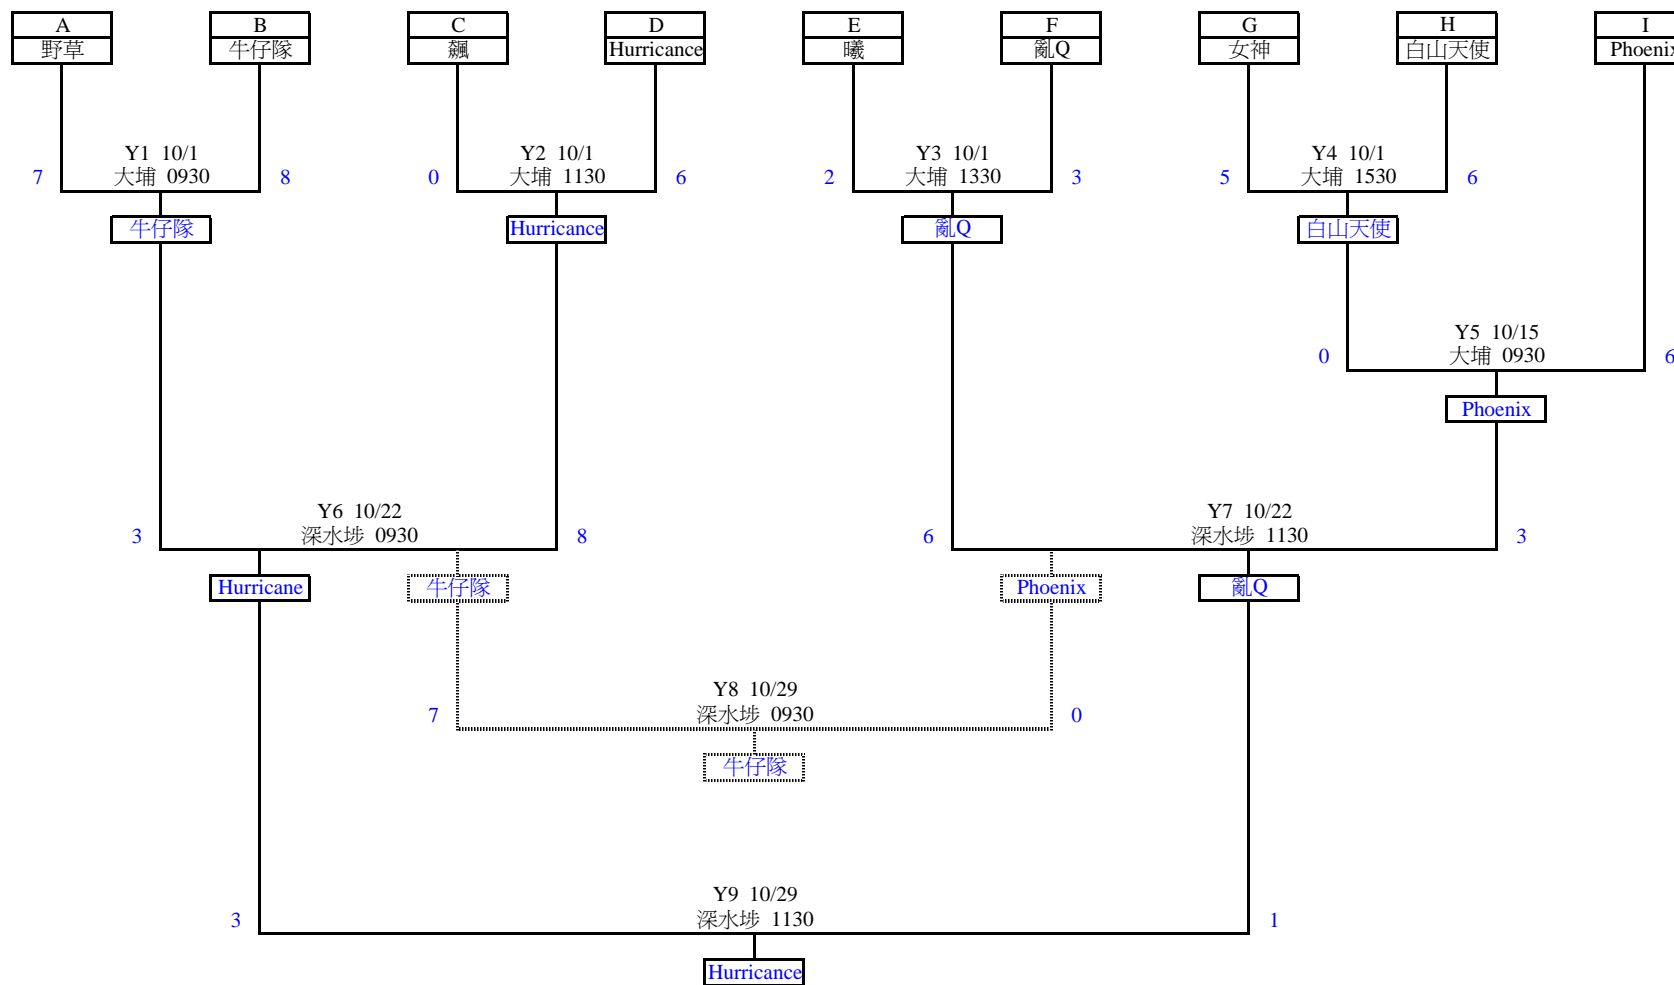 A B C D E F G H I
野草 牛仔隊 飆 Hurricance 曦 亂Q 女神 白山天使 Phoenix
Y1 10/1 Y2 10/1 Y3 10/1 Y4 10/1
7 大埔 0930 8 0 大埔 1130 6 2 大埔 1330 3 5 大埔 1530 6
牛仔隊 Hurricance 亂Q 白山天使
Y5 10/15
0 大埔 0930 6
Phoenix
Y6 10/22 Y7 10/22
3 深水埗 0930 8 6 深水埗 1130 3
Hurricane 牛仔隊 Phoenix 亂Q
Y8 10/29
7 深水埗 0930 0
牛仔隊
Y9 10/29
3 深水埗 1130 1
Hurricance